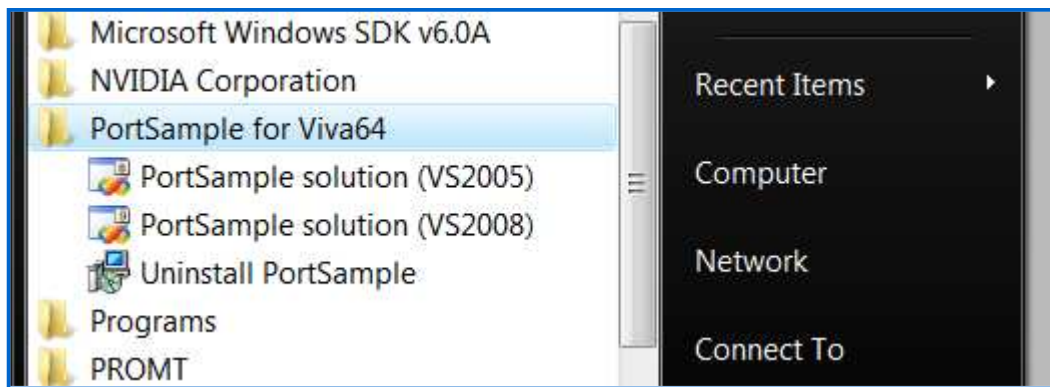 Microsoft Windows SDK v6.0A
NVIDIA Corporation
PortSample for Viva64
PortSample solution (VS2005)
PortSample solution (VS2008)
Uninstall PortSample
Programs
PROMT
Recent Items
Computer
Network
Connect To